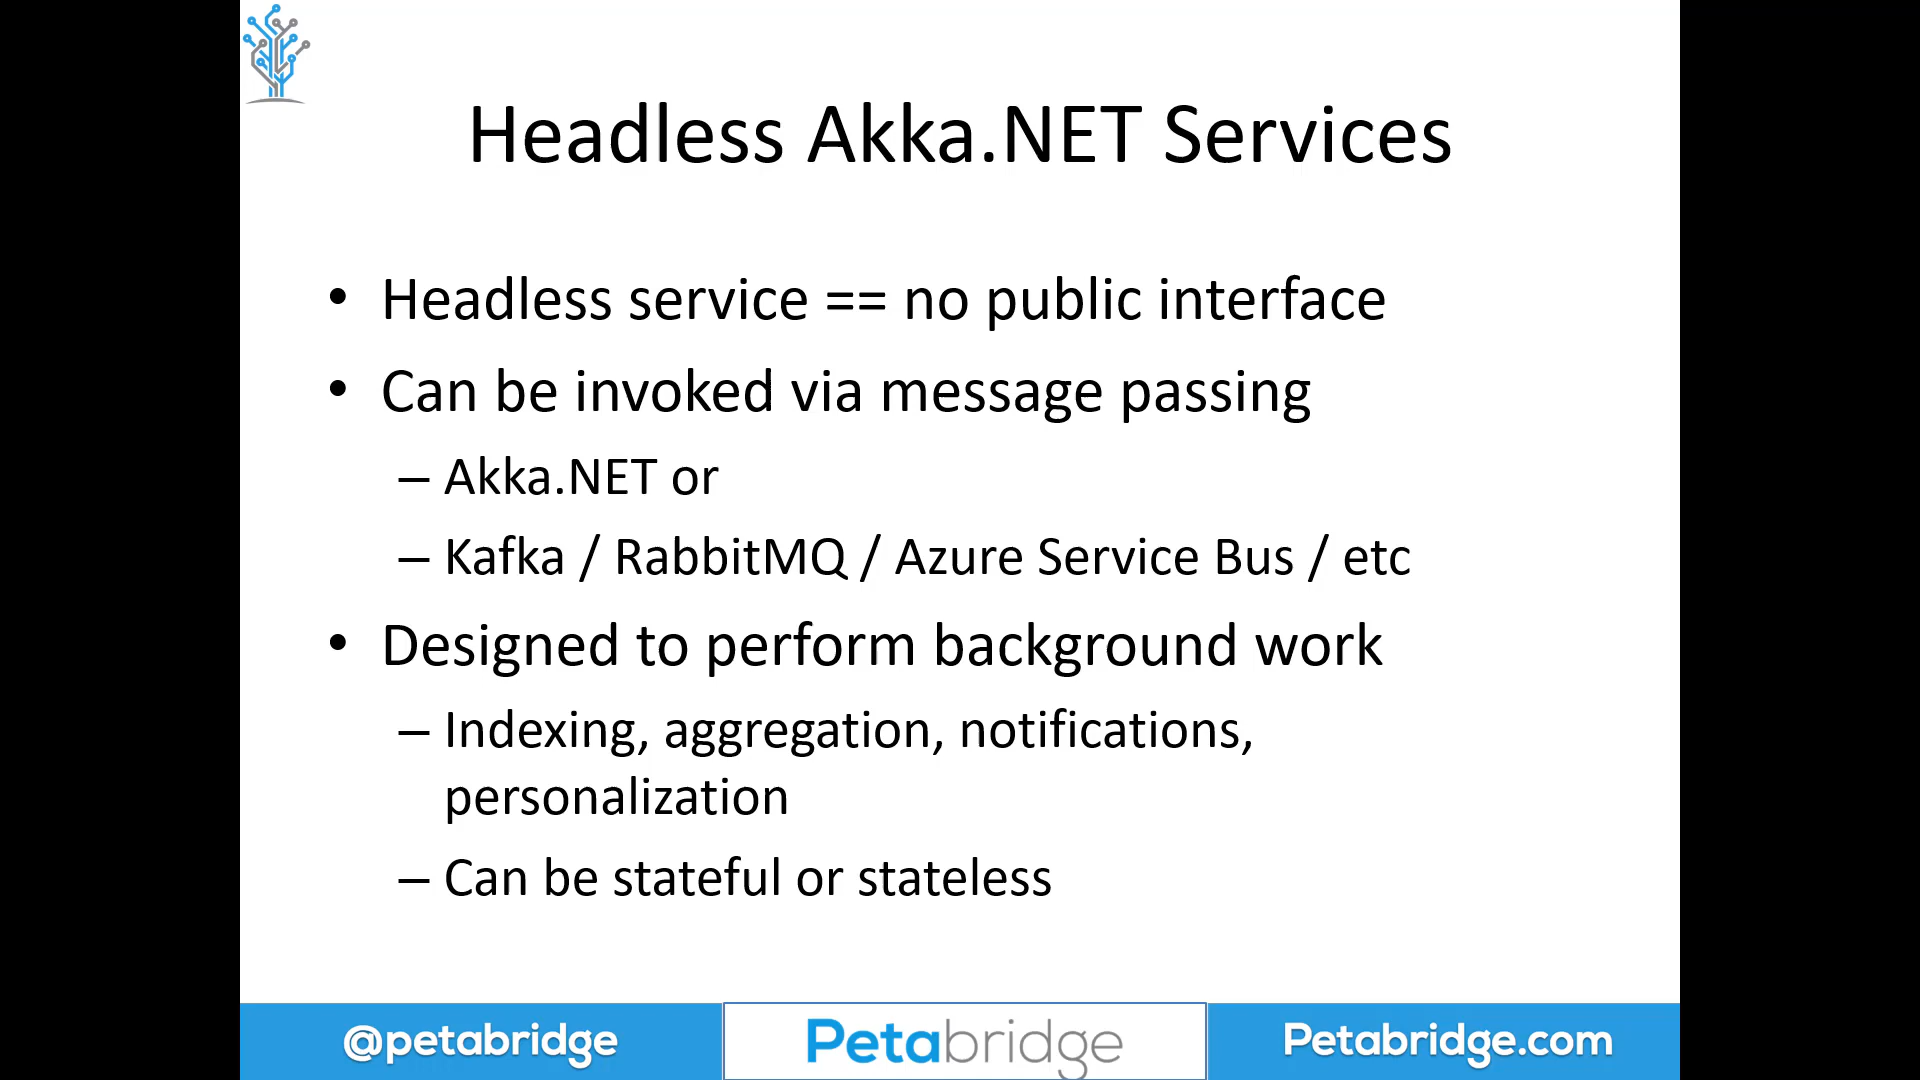 Headless Akka.NET Services
• Headless service == no public interface
• Can be invoked via message passing
– Akka.NET or
– Kafka / RabbitMQ / Azure Service Bus / etc
• Designed to perform background work
– Indexing, aggregation, notifications,
personalization
– Can be stateful or stateless
@petabridge
Petabridge
Petabridge.com